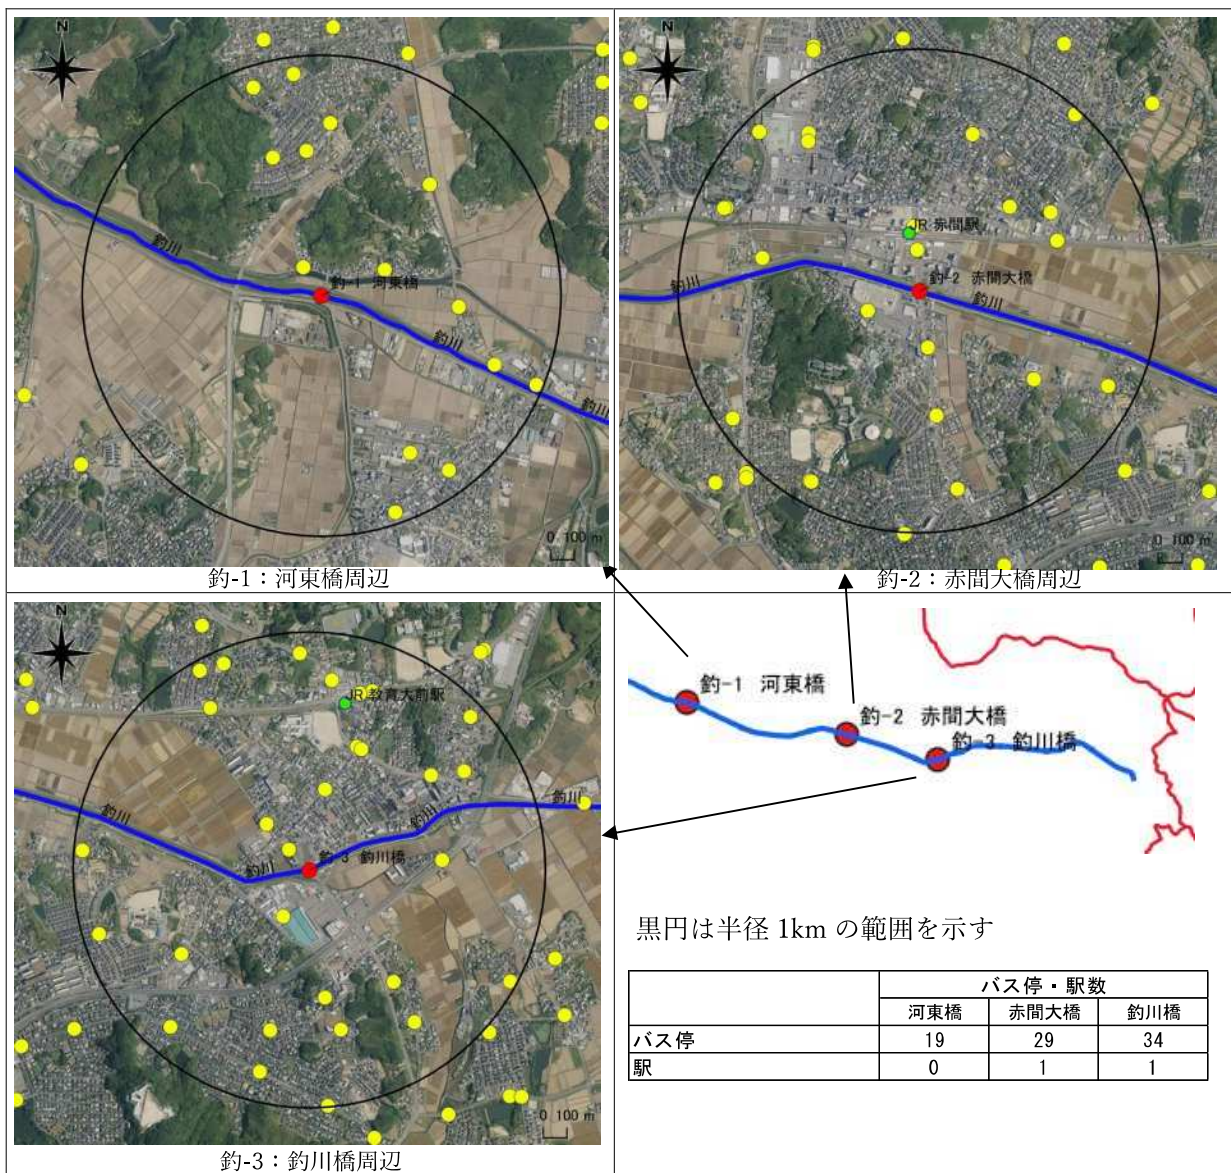 N
釣川
釣-1 河東橋
釣川
釣川
0 100 m
釣-1：河東橋周辺
N
JR 赤間駅
釣川
釣-2 赤間大橋
釣川
0 100 m
釣-2：赤間大橋周辺
N
JR 教育大前駅
釣川
釣川
釣川
釣川
釣-3 釣川橋
0 100 m
釣-3：釣川橋周辺
釣-1 河東橋
釣-2 赤間大橋
釣-3 釣川橋
黒円は半径 1km の範囲を示す
バス停・駅数
河東橋 赤間大橋 釣川橋
バス停 19 29 34
駅 0 1 1